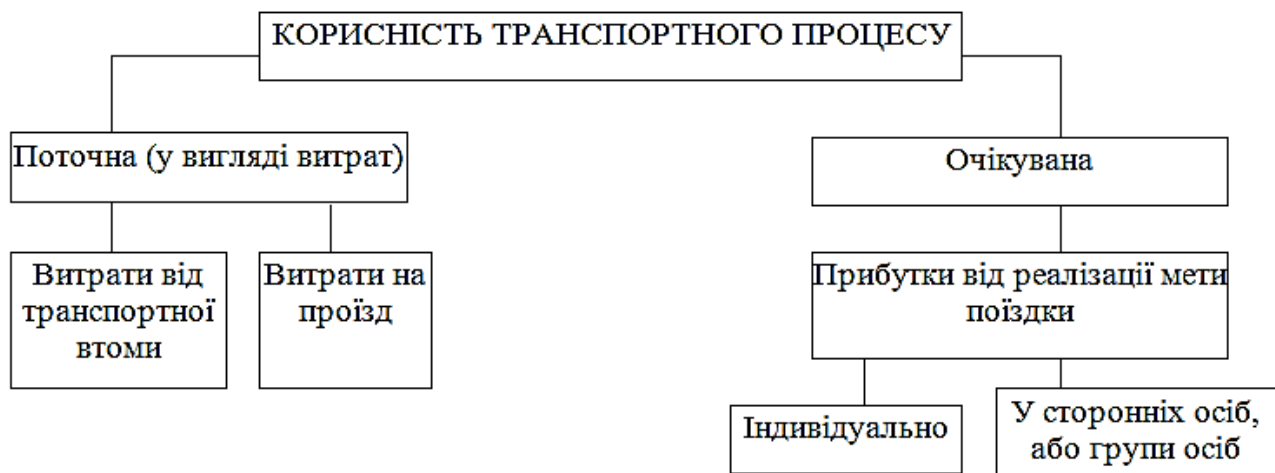 КОРИСНІСТЬ ТРАНСПОРТНОГО ПРОЦЕСУ
Поточна (у вигляді витрат)
Очікувана
Витрати від
транспортної
втоми
Витрати на
проїзд
Прибутки від реалізації мети
поїздки
Індивідуально
У сторонніх осіб,
або групи осіб